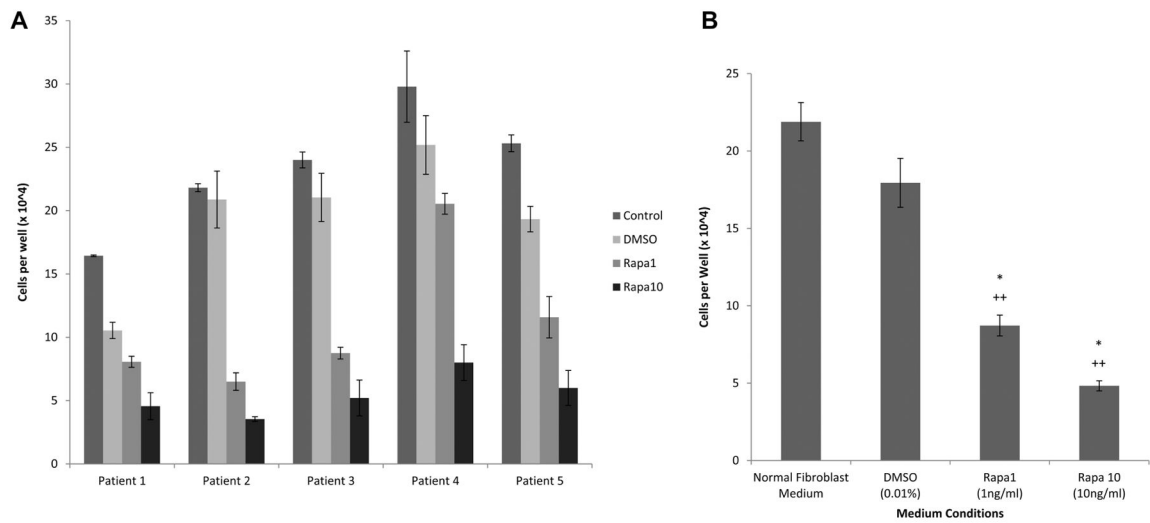 A
35
30
25
20
15
10
5
0
Cells per well (x 10^4)
Patient 1
Patient 2
Patient 3
Patient 4
Patient 5
Control
DMSO
Rapa1
Rapa10
B
25
20
15
10
5
0
Cells per Well (x 10^4)
*
++
*
++
Normal Fibroblast
Medium
DMSO
(0.01%)
Rapa1
(1ng/ml)
Rapa 10
(10ng/ml)
Medium Conditions